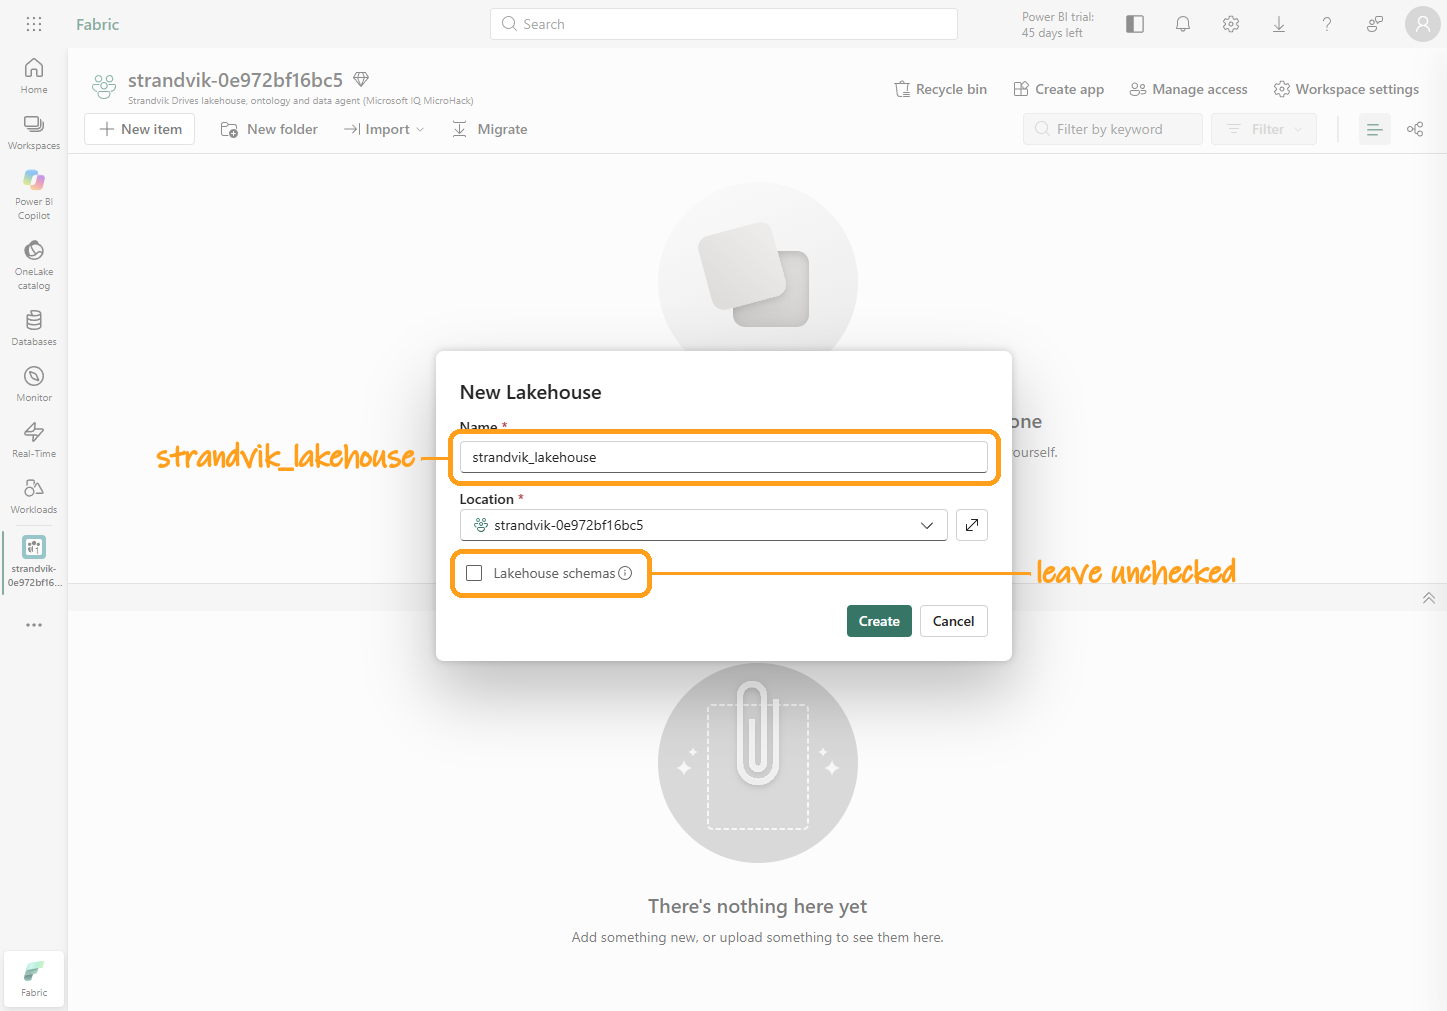 Fabric
Search
Power BI trial:
45 days left
Home
Workspaces
Power BI
Copilot
OneLake
catalog
Databases
Monitor
Real-Time
Workloads
strandvik-
0e972bf16...
Fabric
strandvik-0e972bf16bc5
Strandvik Drives lakehouse, ontology and data agent (Microsoft IQ MicroHack)
Recycle bin
Create app
Manage access
Workspace settings
New item
New folder
Import
Migrate
Filter by keyword
Filter
one
ourself.
New Lakehouse
Name *
strandvik_lakehouse
strandvik_lakehouse
Location *
strandvik-0e972bf16bc5
Lakehouse schemas
leave unchecked
Create
Cancel
There's nothing here yet
Add something new, or upload something to see them here.